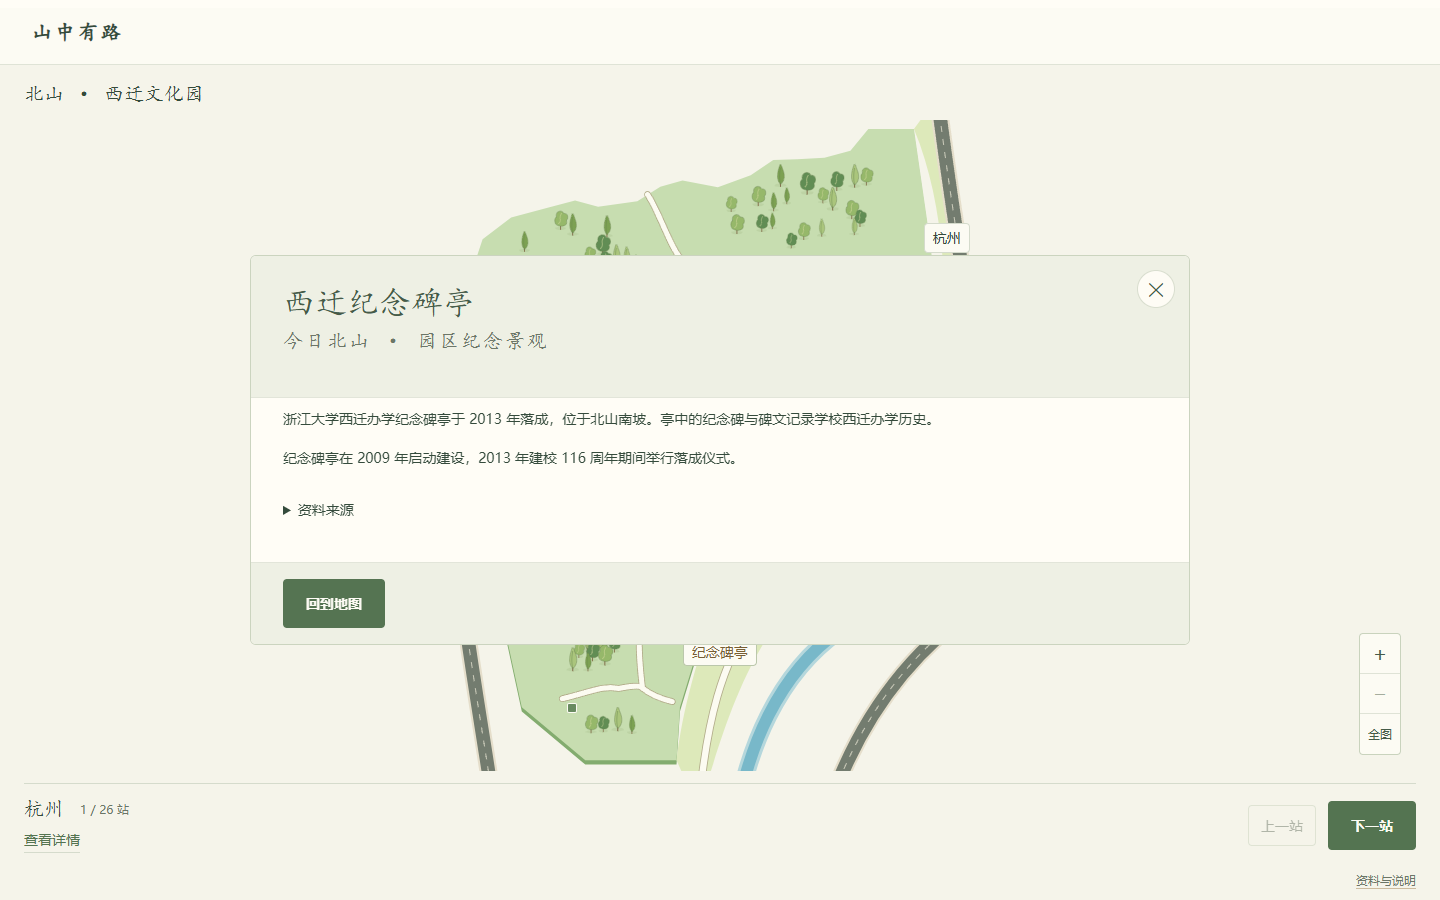 山中有路
北山 • 西迁文化园
杭州
西迁纪念碑亭
今日北山 • 园区纪念景观
浙江大学西迁办学纪念碑亭于 2013 年落成，位于北山南坡。亭中的纪念碑与碑文记录学校西迁办学历史。
纪念碑亭在 2009 年启动建设，2013 年建校 116 周年期间举行落成仪式。
▶ 资料来源
回到地图
纪念碑亭
+
−
全图
杭州 1 / 26 站
查看详情
上一站
下一站
资料与说明